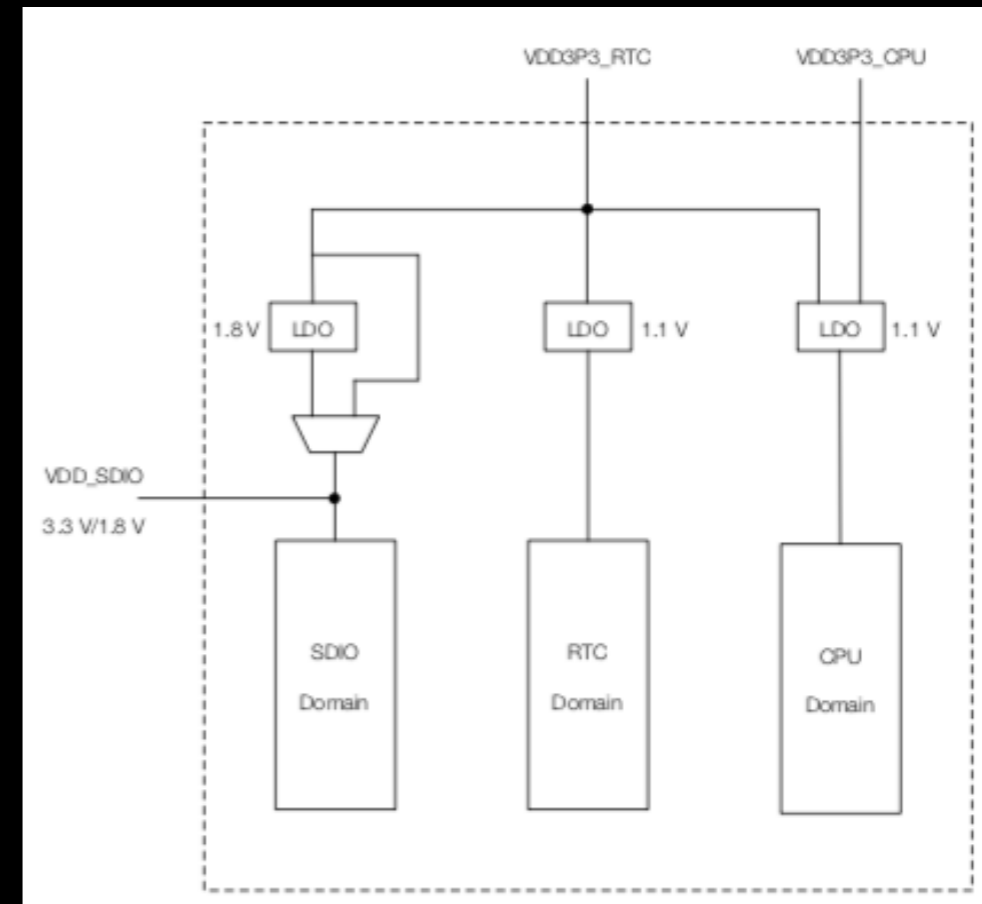 VDD3P3_RTC
VDD3P3_CPU
1.8 V
LDO
LDO
1.1 V
LDO
1.1 V
VDD_SDIO
3.3 V/1.8 V
SDIO
Domain
RTC
Domain
CPU
Domain